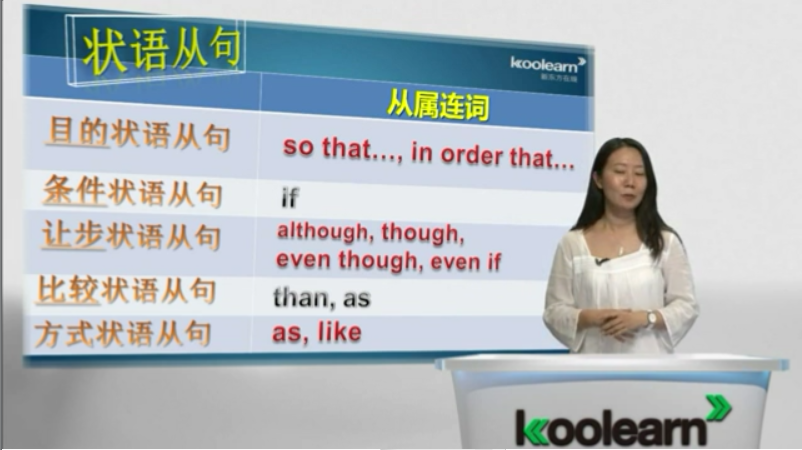 状语从句
koolearn
新东方在线
从属连词
目的状语从句
so that…, in order that…
条件状语从句
if
让步状语从句
although, though,
even though, even if
比较状语从句
than, as
方式状语从句
as, like
koolearn